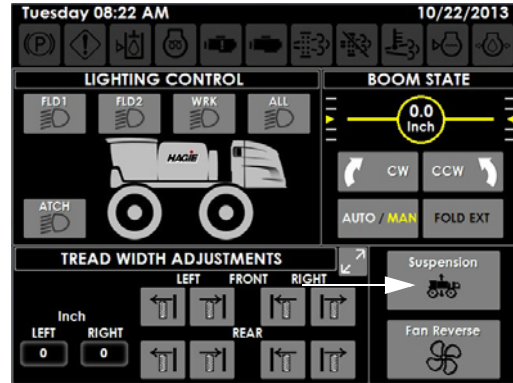 Tuesday 08:22 AM 10/22/2013
(P)
LIGHTING CONTROL
FLD1 FLD2 WRK ALL
HAGIE
ATCH
BOOM STATE
0.0
Inch
CW CCW
AUTO / MAN FOLD EXT
TREAD WIDTH ADJUSTMENTS
LEFT FRONT RIGHT
Inch
LEFT RIGHT
REAR
0 0
Suspension
Fan Reverse